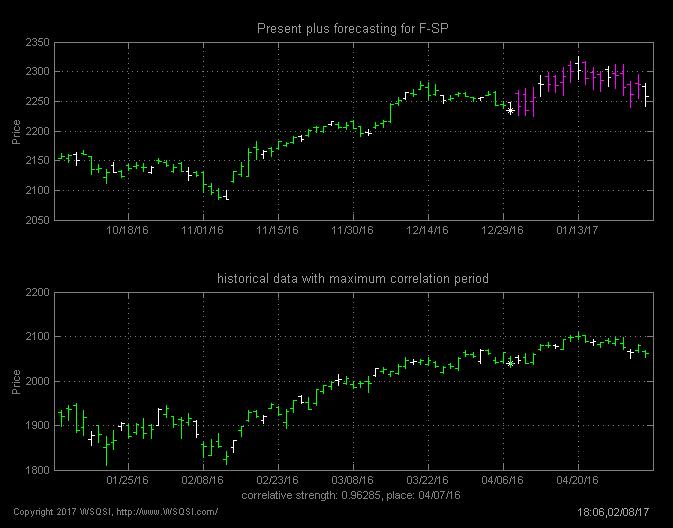 Present plus forecasting for F-SP
2350
2300
2250
2200
2150
2100
2050
Price
10/18/16 11/01/16 11/15/16 11/30/16 12/14/16 12/29/16 01/13/17
historical data with maximum correlation period
2200
2100
2000
1900
1800
Price
01/25/16 02/08/16 02/23/16 03/08/16 03/22/16 04/06/16 04/20/16
correlative strength: 0.96285, place: 04/07/16
Copyright 2017 WSQSI, http://www.WSQSI.com/ 18:06,02/08/17